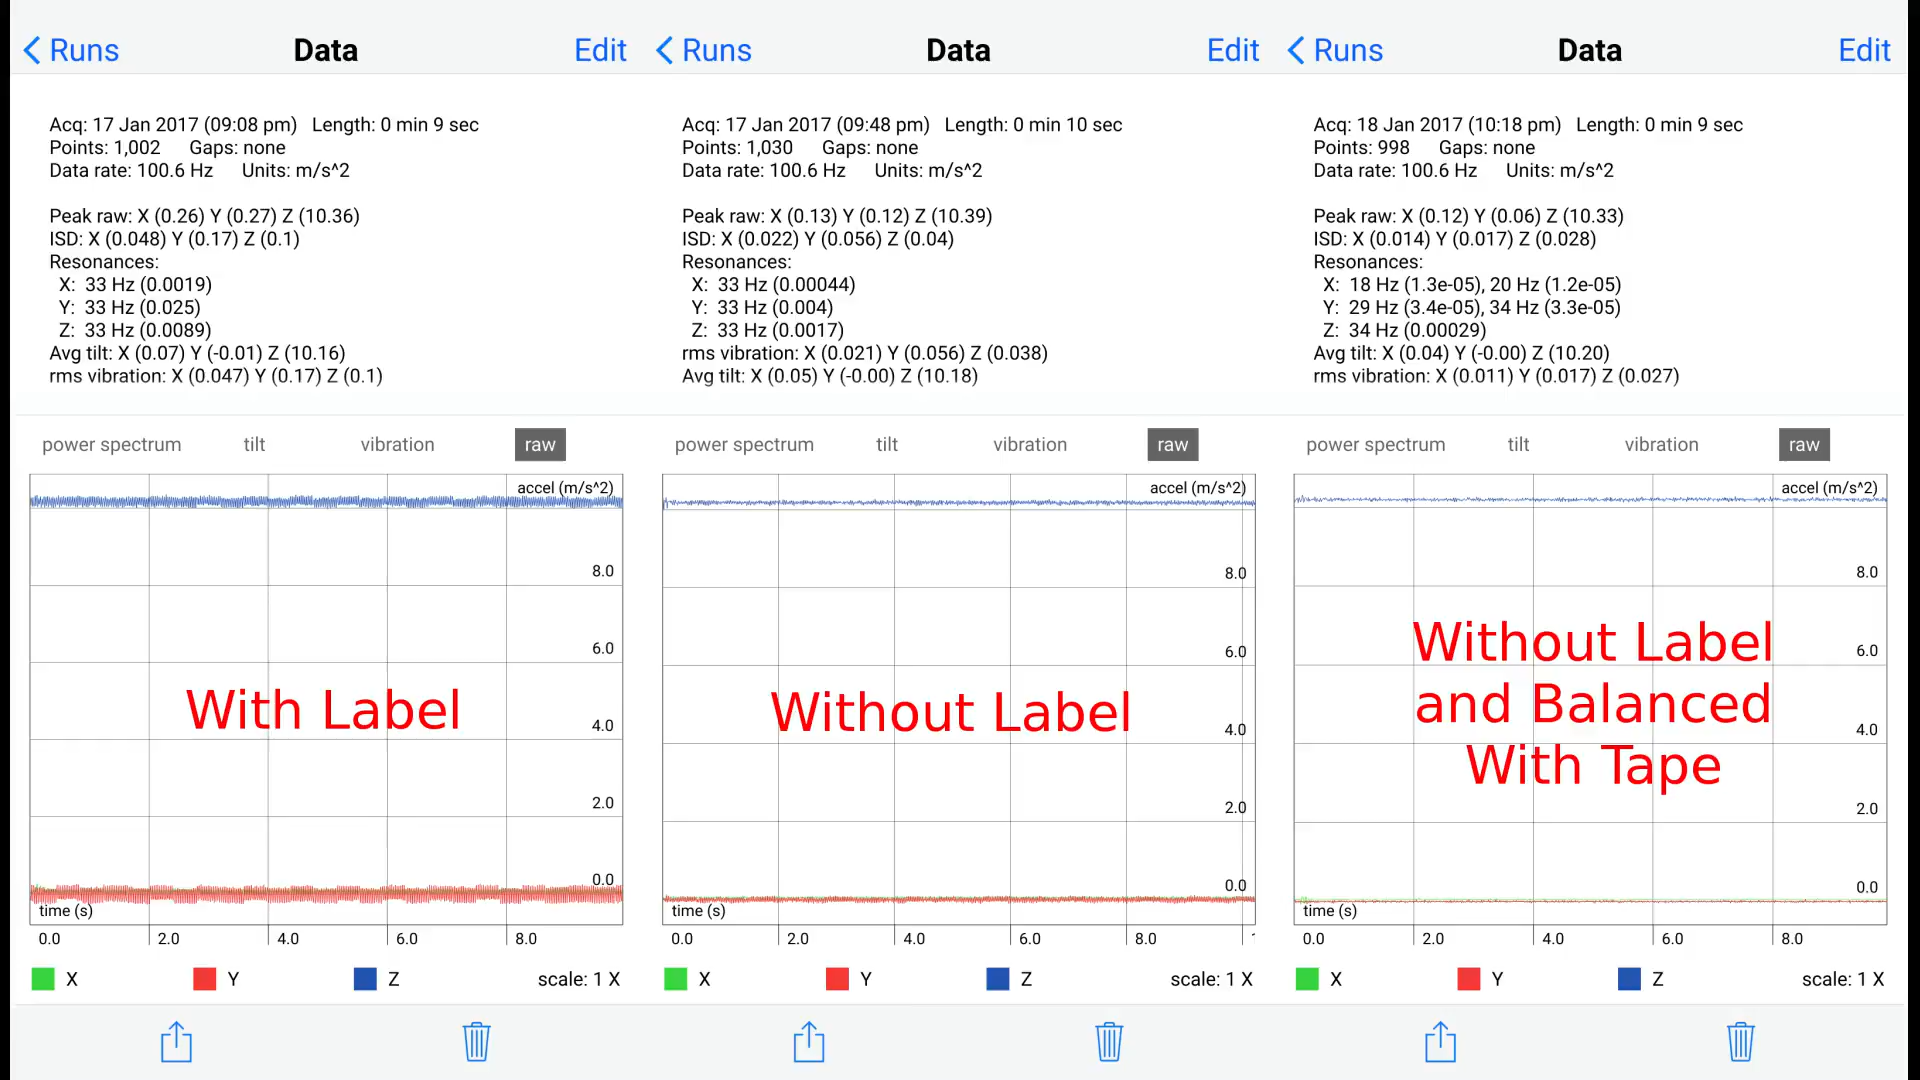 Runs Data Edit
Acq: 17 Jan 2017 (09:08 pm) Length: 0 min 9 sec
Points: 1,002 Gaps: none
Data rate: 100.6 Hz Units: m/s^2
Peak raw: X (0.26) Y (0.27) Z (10.36)
ISD: X (0.048) Y (0.17) Z (0.1)
Resonances:
X: 33 Hz (0.0019)
Y: 33 Hz (0.025)
Z: 33 Hz (0.0089)
Avg tilt: X (0.07) Y (-0.01) Z (10.16)
rms vibration: X (0.047) Y (0.17) Z (0.1)
power spectrum tilt vibration raw
accel (m/s^2)
8.0
6.0
With Label
4.0
2.0
0.0
time (s)
0.0 2.0 4.0 6.0 8.0
X Y Z scale: 1 X
Runs Data Edit
Acq: 17 Jan 2017 (09:48 pm) Length: 0 min 10 sec
Points: 1,030 Gaps: none
Data rate: 100.6 Hz Units: m/s^2
Peak raw: X (0.13) Y (0.12) Z (10.39)
ISD: X (0.022) Y (0.056) Z (0.04)
Resonances:
X: 33 Hz (0.00044)
Y: 33 Hz (0.004)
Z: 33 Hz (0.0017)
rms vibration: X (0.021) Y (0.056) Z (0.038)
Avg tilt: X (0.05) Y (-0.00) Z (10.18)
power spectrum tilt vibration raw
accel (m/s^2)
8.0
6.0
Without Label
4.0
2.0
0.0
time (s)
0.0 2.0 4.0 6.0 8.0
X Y Z scale: 1 X
Runs Data Edit
Acq: 18 Jan 2017 (10:18 pm) Length: 0 min 9 sec
Points: 998 Gaps: none
Data rate: 100.6 Hz Units: m/s^2
Peak raw: X (0.12) Y (0.06) Z (10.33)
ISD: X (0.014) Y (0.017) Z (0.028)
Resonances:
X: 18 Hz (1.3e-05), 20 Hz (1.2e-05)
Y: 29 Hz (3.4e-05), 34 Hz (3.3e-05)
Z: 34 Hz (0.00029)
Avg tilt: X (0.04) Y (-0.00) Z (10.20)
rms vibration: X (0.011) Y (0.017) Z (0.027)
power spectrum tilt vibration raw
accel (m/s^2)
8.0
Without Label
6.0
and Balanced
4.0
With Tape
2.0
0.0
time (s)
0.0 2.0 4.0 6.0 8.0
X Y Z scale: 1 X